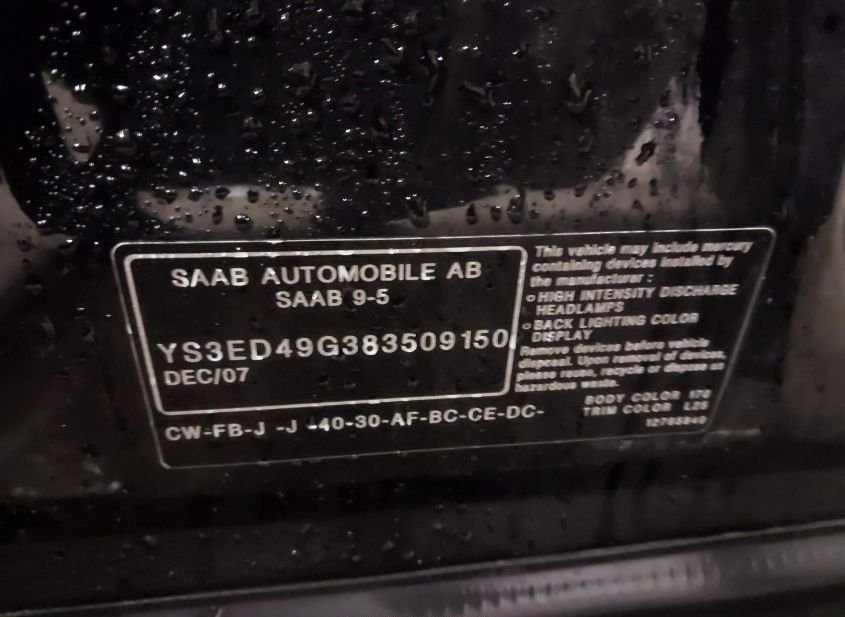 SAAB AUTOMOBILE AB
SAAB 9-5
YS3ED49G383509150
DEC/07
CW-FB-J -J -40-30-AF-BC-CE-DC-
This vehicle may include mercury
containing devices installed by
the manufacturer :
o HIGH INTENSITY DISCHARGE
HEADLAMPS
o BACK LIGHTING COLOR
DISPLAY
Remove devices before vehicle
disposal. Upon removal of devices,
please reuse, recycle or dispose as
hazardous waste.
BODY COLOR 170
TRIM COLOR L25